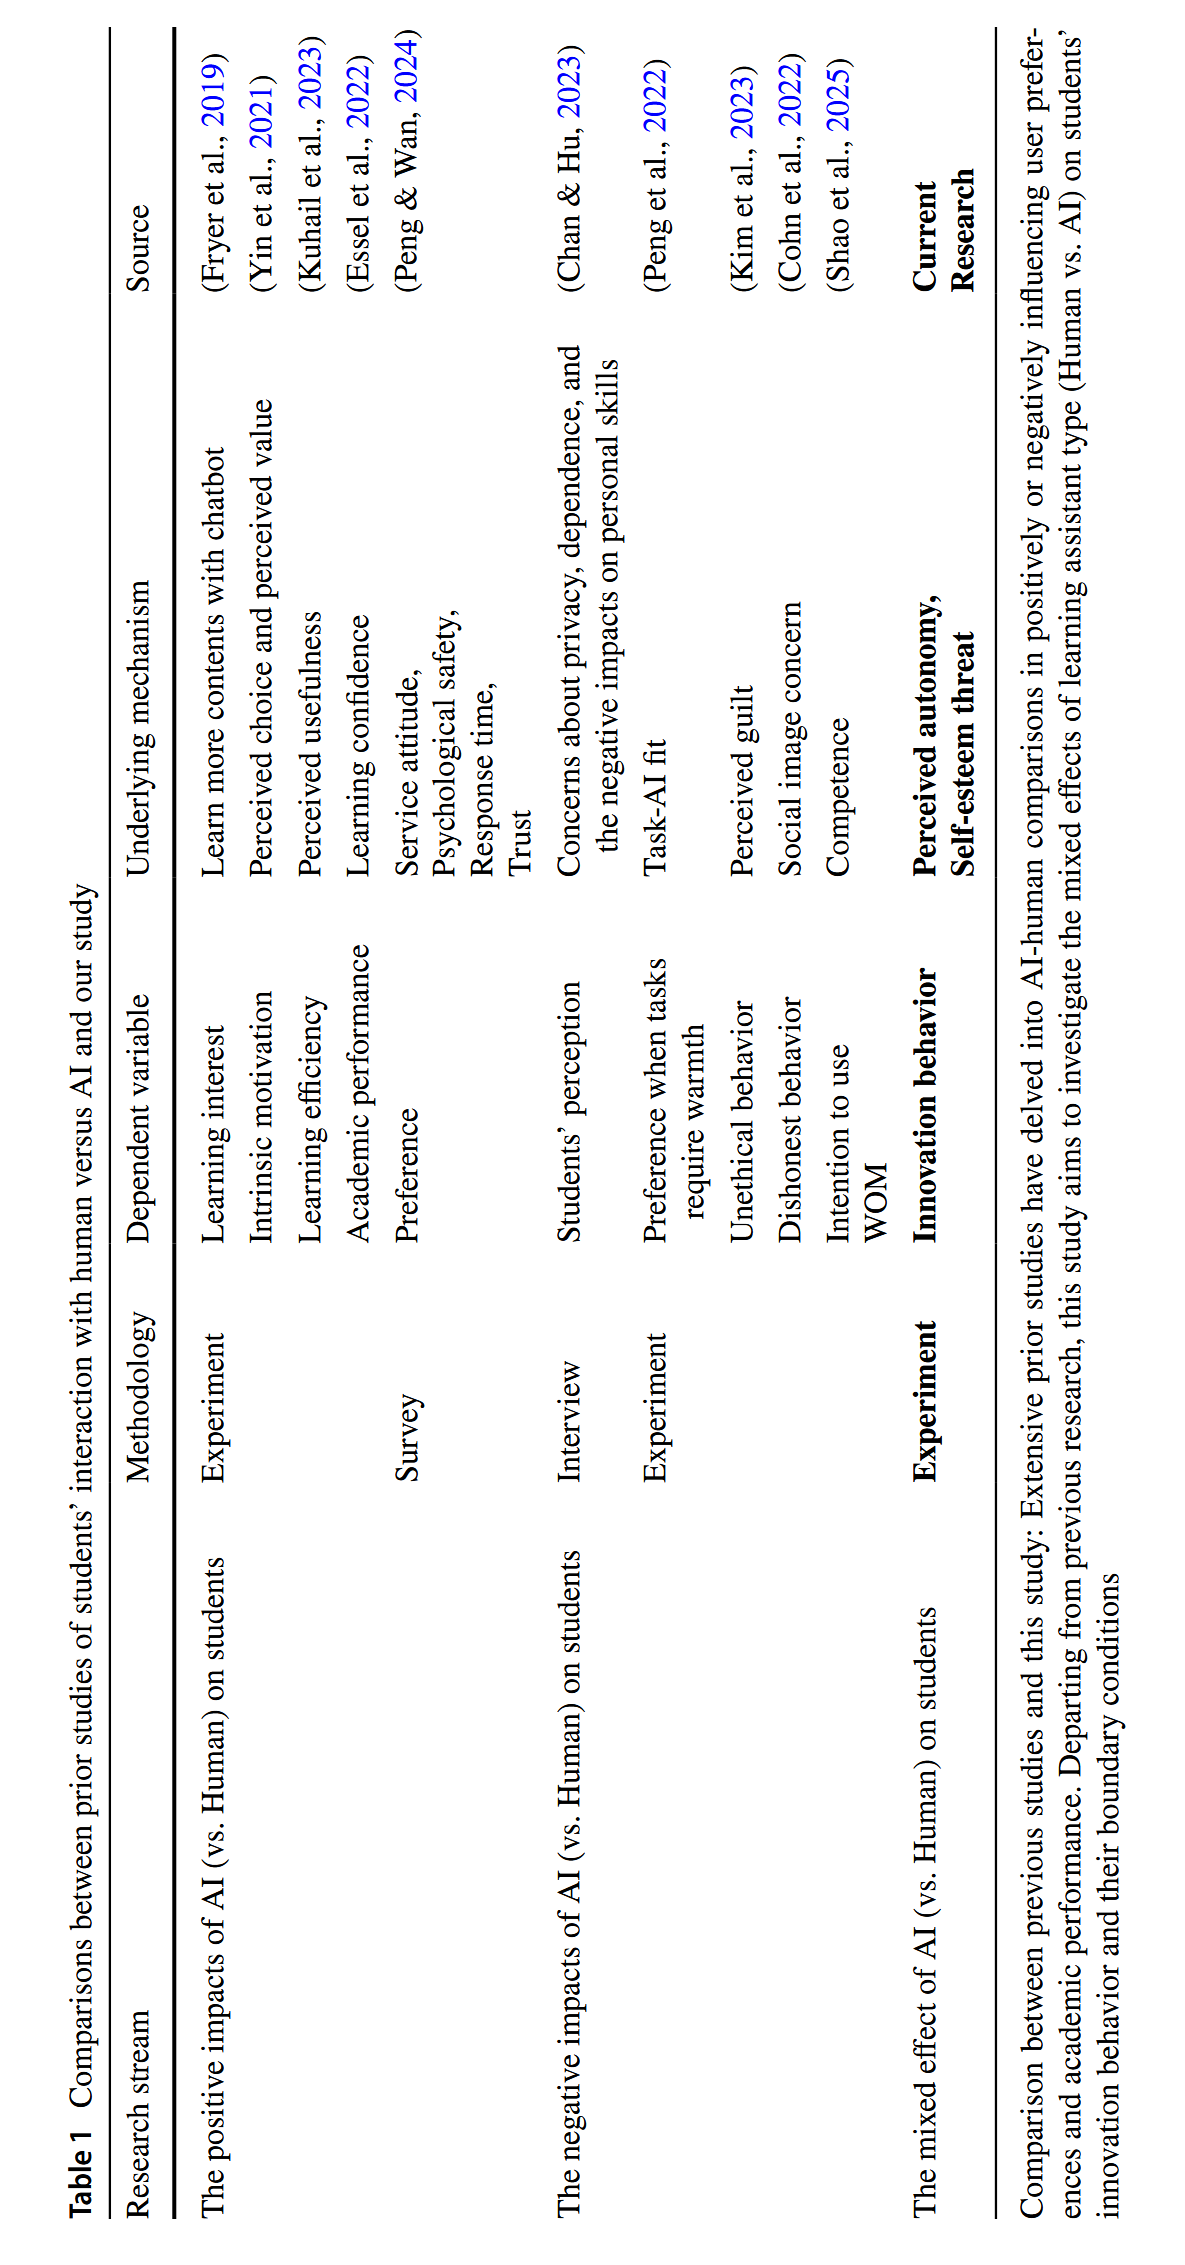 Table 1 Comparisons between prior studies of students’ interaction with human versus AI and our study
Research stream Methodology Dependent variable Underlying mechanism Source
The positive impacts of AI (vs. Human) on students Experiment Learning interest Learn more contents with chatbot (Fryer et al., 2019)
Intrinsic motivation Perceived choice and perceived value (Yin et al., 2021)
Learning efficiency Perceived usefulness (Kuhail et al., 2023)
Academic performance Learning confidence (Essel et al., 2022)
Survey Preference Service attitude, (Peng & Wan, 2024)
Psychological safety,
Response time,
Trust
The negative impacts of AI (vs. Human) on students Interview Students’ perception Concerns about privacy, dependence, and (Chan & Hu, 2023)
the negative impacts on personal skills
Experiment Preference when tasks Task-AI fit (Peng et al., 2022)
require warmth
Unethical behavior Perceived guilt (Kim et al., 2023)
Dishonest behavior Social image concern (Cohn et al., 2022)
Intention to use Competence (Shao et al., 2025)
WOM
The mixed effect of AI (vs. Human) on students Experiment Innovation behavior Perceived autonomy, Current
Self-esteem threat Research
Comparison between previous studies and this study: Extensive prior studies have delved into AI-human comparisons in positively or negatively influencing user prefer-
ences and academic performance. Departing from previous research, this study aims to investigate the mixed effects of learning assistant type (Human vs. AI) on students’
innovation behavior and their boundary conditions